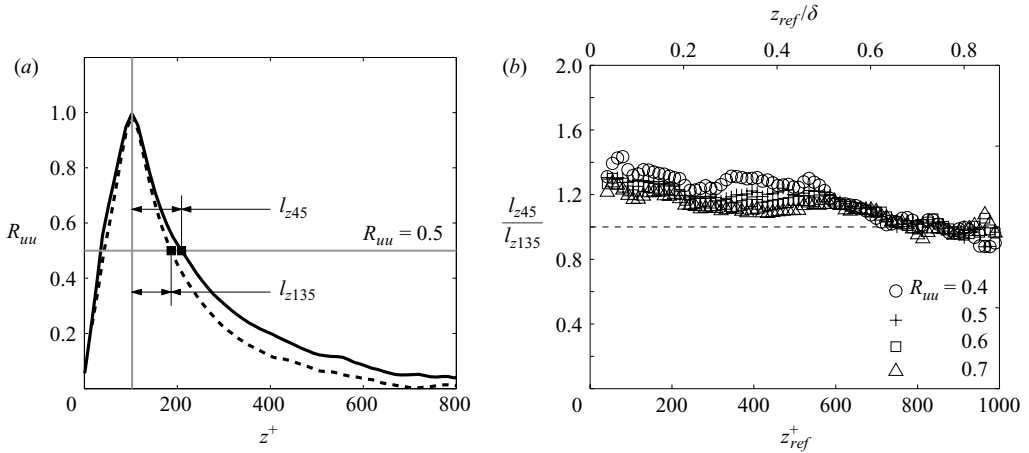 (a)
1.0
0.8
0.6
0.4
0.2
R_uu
l_z45
R_uu = 0.5
l_z135
0 200 400 600 800
z^+
(b)
z_ref/δ
0 0.2 0.4 0.6 0.8
2.0
1.6
1.2
0.8
0.4
0
l_z45
l_z135
R_uu = 0.4
0.5
0.6
0.7
0 200 400 600 800 1000
z^+_ref